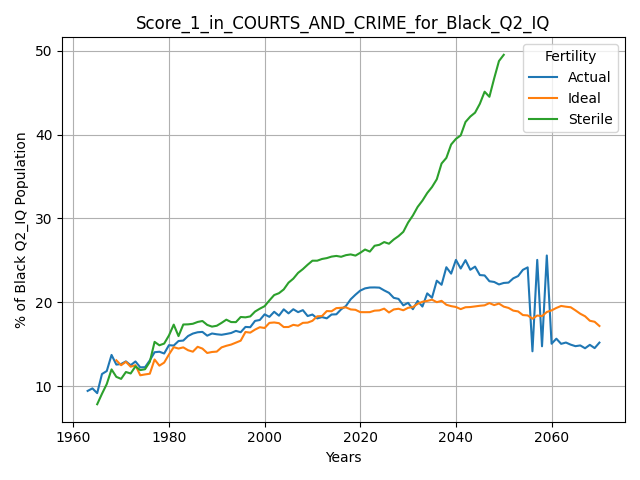 Score_1_in_COURTS_AND_CRIME_for_Black_Q2_IQ
% of Black Q2_IQ Population
50
40
30
20
10
1960
1980
2000
2020
2040
2060
Years
Fertility
Actual
Ideal
Sterile